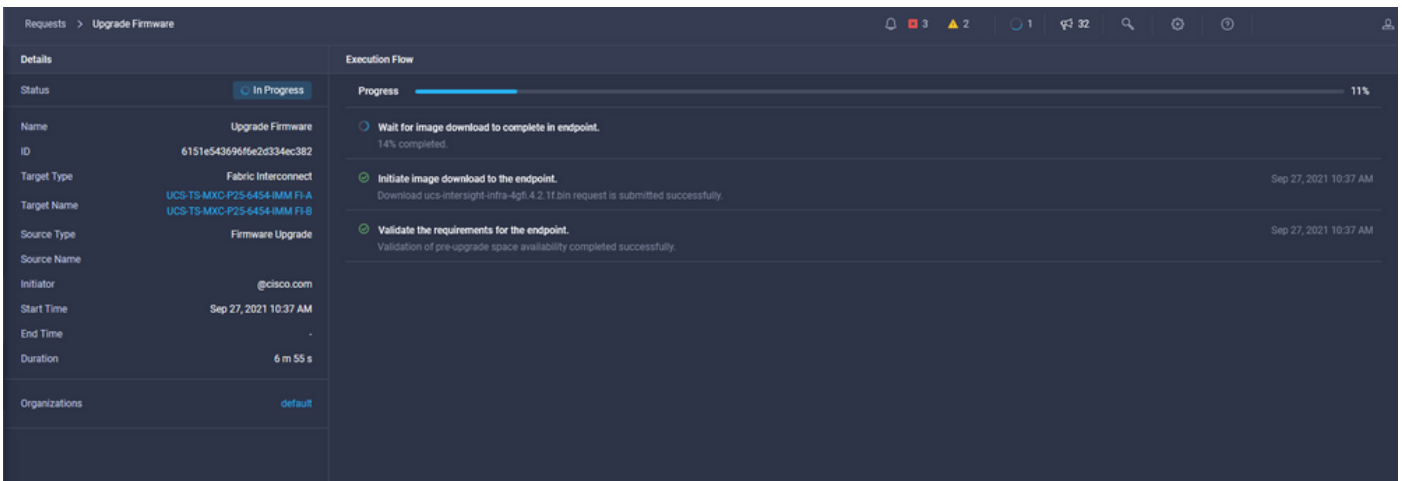 Requests > Upgrade Firmware
3 2 1 32
Details
Status In Progress
Name Upgrade Firmware
ID 6151e543696f6e2d334ec382
Target Type Fabric Interconnect
Target Name UCS-TS-MXC-P25-6454-IMM FI-A
UCS-TS-MXC-P25-6454-IMM FI-B
Source Type Firmware Upgrade
Source Name
Initiator @cisco.com
Start Time Sep 27, 2021 10:37 AM
End Time -
Duration 6 m 55 s
Organizations default
Execution Flow
Progress 11%
Wait for image download to complete in endpoint.
14% completed.
Initiate image download to the endpoint. Sep 27, 2021 10:37 AM
Download ucs-intersight-infra-4gfi.4.2.1f.bin request is submitted successfully.
Validate the requirements for the endpoint. Sep 27, 2021 10:37 AM
Validation of pre-upgrade space availability completed successfully.